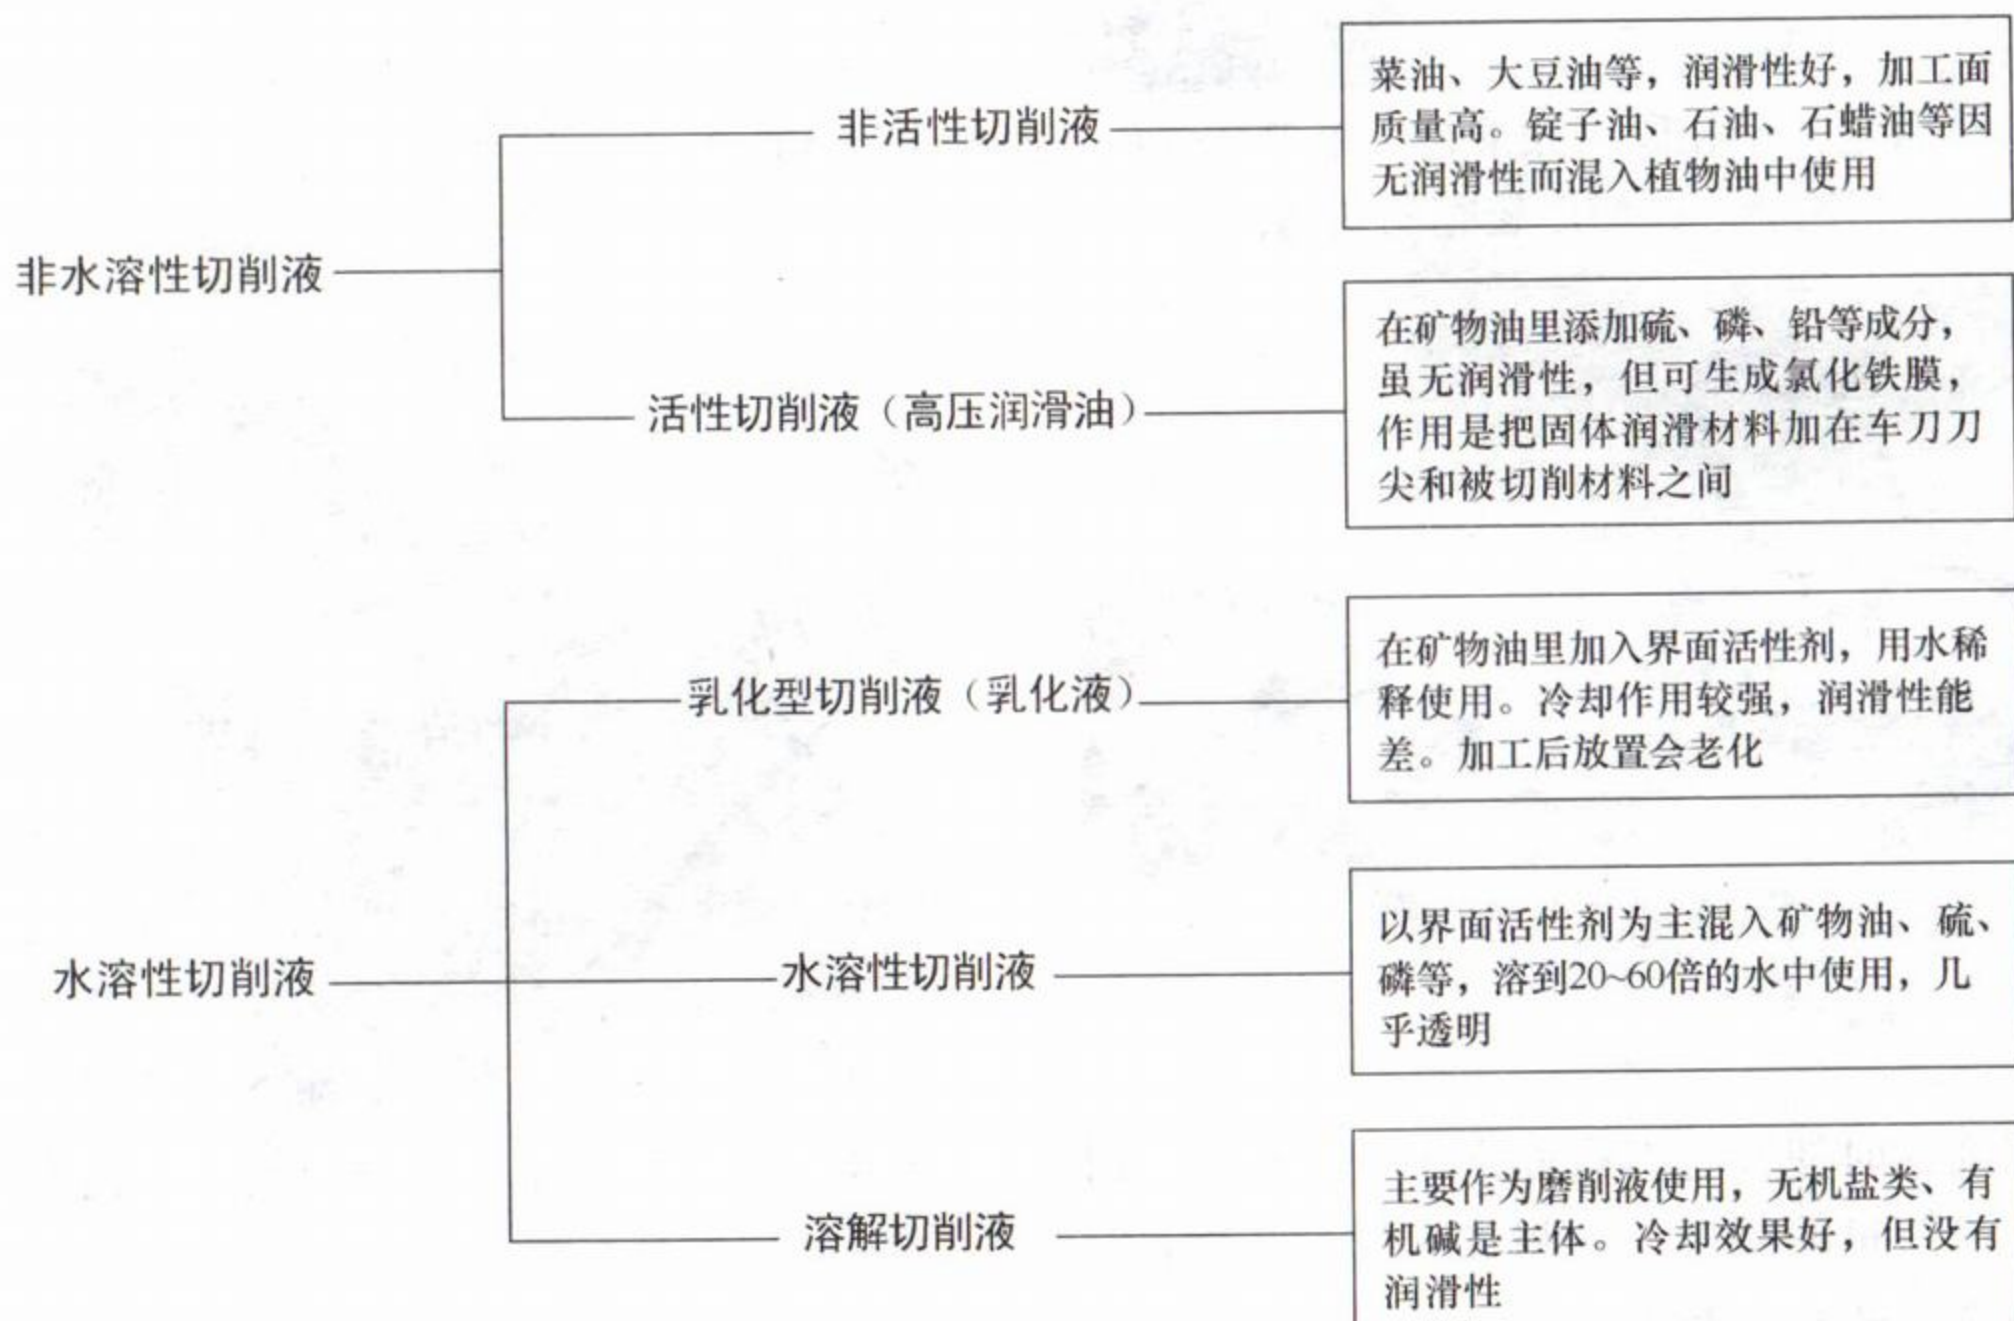 非水溶性切削液
非活性切削液
菜油、大豆油等，润滑性好，加工面
质量高。锭子油、石油、石蜡油等因
无润滑性而混入植物油中使用
活性切削液（高压润滑油）
在矿物油里添加硫、磷、铅等成分，
虽无润滑性，但可生成氯化铁膜，
作用是把固体润滑材料加在车刀刀
尖和被切削材料之间
水溶性切削液
乳化型切削液（乳化液）
在矿物油里加入界面活性剂，用水稀
释使用。冷却作用较强，润滑性能
差。加工后放置会老化
水溶性切削液
以界面活性剂为主混入矿物油、硫、
磷等，溶到20~60倍的水中使用，几
乎透明
溶解切削液
主要作为磨削液使用，无机盐类、有
机碱是主体。冷却效果好，但没有
润滑性